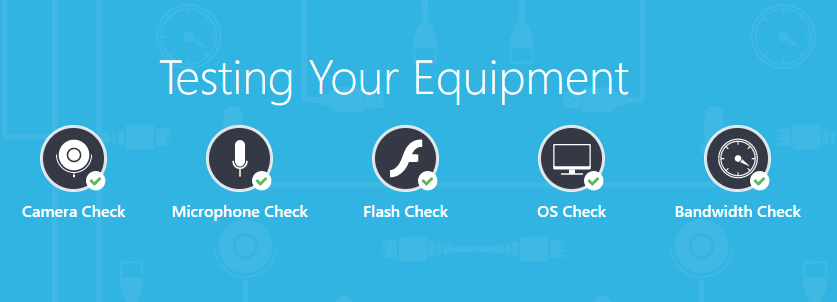 Testing Your Equipment
Camera Check
Microphone Check
Flash Check
OS Check
Bandwidth Check